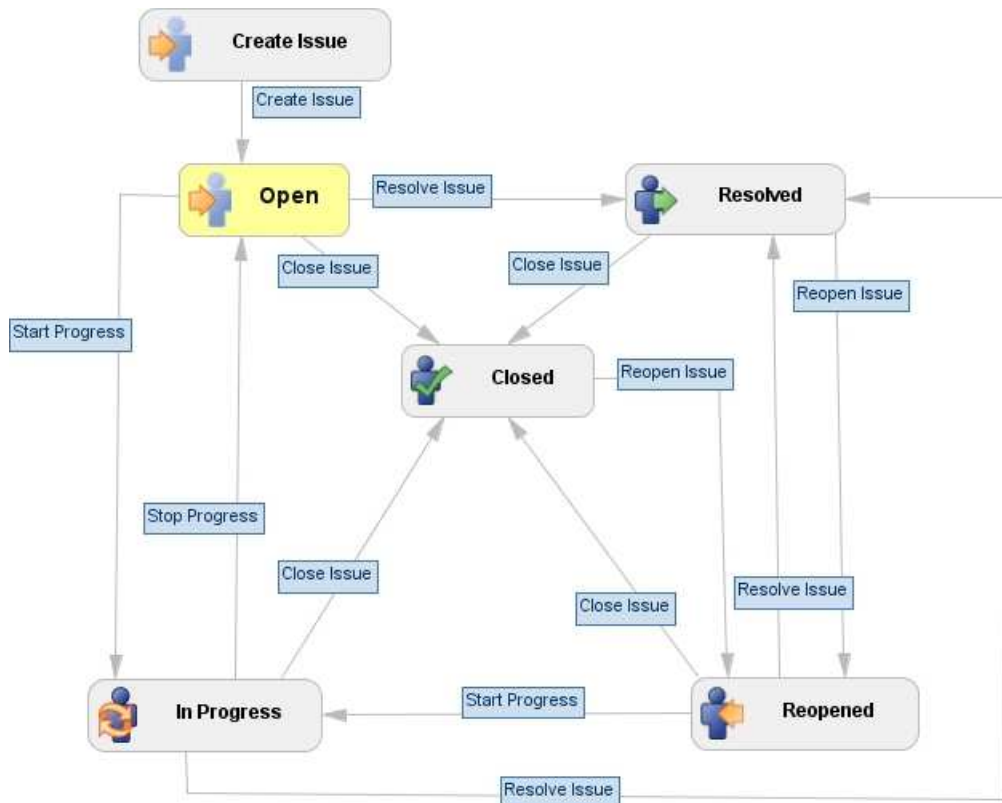 Create Issue
Create Issue
Open
Resolve Issue
Resolved
Close Issue
Close Issue
Reopen Issue
Start Progress
Closed
Reopen Issue
Stop Progress
Close Issue
Close Issue
Resolve Issue
In Progress
Start Progress
Reopened
Resolve Issue